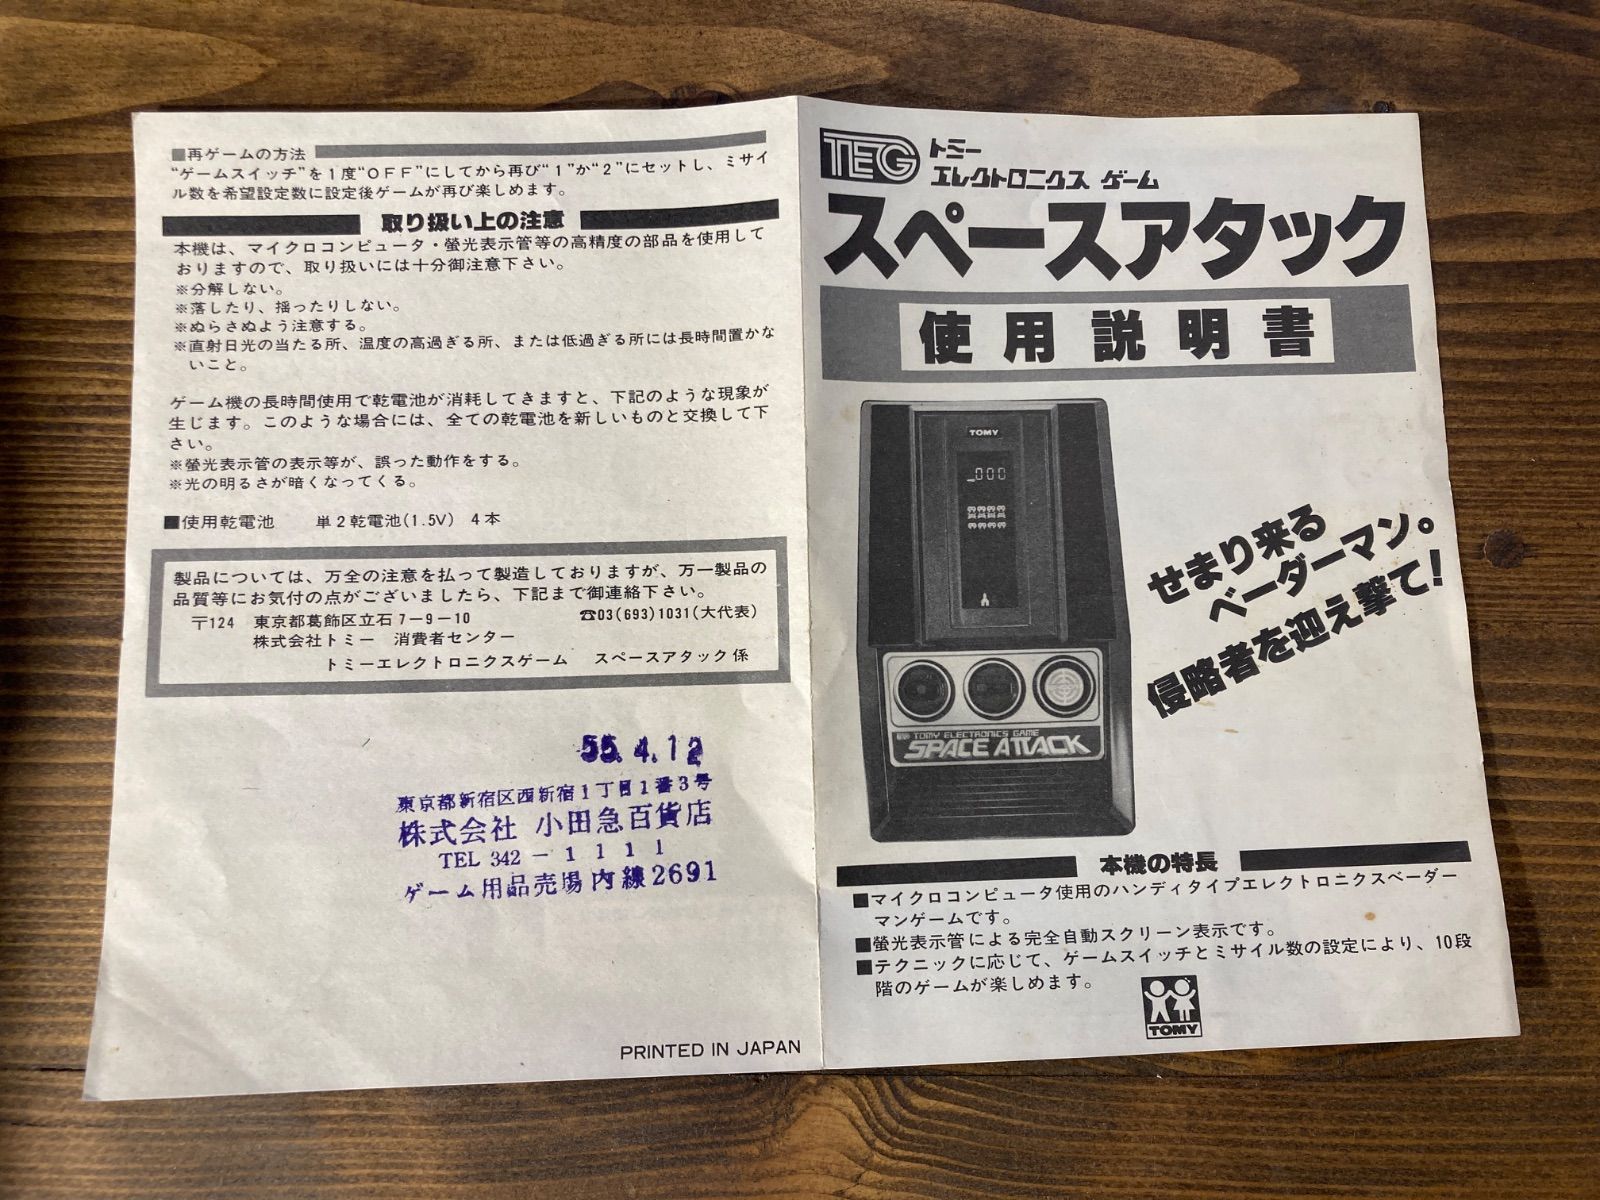 ■再ゲームの方法
“ゲームスイッチ”を1度“OFF”にしてから再び“1”か“2”にセットし、ミサイ
ル数を希望設定数に設定後ゲームが再び楽しめます。
取り扱い上の注意
本機は、マイクロコンピュータ・螢光表示管等の高精度の部品を使用して
おりますので、取り扱いには十分御注意下さい。
※分解しない。
※落したり、揺ったりしない。
※ぬらさぬよう注意する。
※直射日光の当たる所、温度の高過ぎる所、または低過ぎる所には長時間置かな
いこと。
ゲーム機の長時間使用で乾電池が消耗してきますと、下記のような現象が
生じます。このような場合には、全ての乾電池を新しいものと交換して下
さい。
※螢光表示管の表示等が、誤った動作をする。
※光の明るさが暗くなってくる。
■使用乾電池 単2乾電池(1.5V) 4本
製品については、万全の注意を払って製造しておりますが、万一製品の
品質等にお気付の点がございましたら、下記まで御連絡下さい。
〒124 東京都葛飾区立石7-9-10 ☎03(693)1031(大代表)
株式会社トミー 消費者センター
トミーエレクトロニクスゲーム スペースアタック係
55.4.12
東京都新宿区西新宿1丁目1番3号
株式会社 小田急百貨店
TEL 342-1111
ゲーム用品売場内線2691
PRINTED IN JAPAN
TEG トミー
エレクトロニクス ゲーム
スペースアタック
使用説明書
TOMY
_000
せまり来る
ベーダーマン。
侵略者を迎え撃て!
TOMY ELECTRONICS GAME
SPACE ATTACK
本機の特長
■マイクロコンピュータ使用のハンディタイプエレクトロニクスベーダー
マンゲームです。
■螢光表示管による完全自動スクリーン表示です。
■テクニックに応じて、ゲームスイッチとミサイル数の設定により、10段
階のゲームが楽しめます。
TOMY